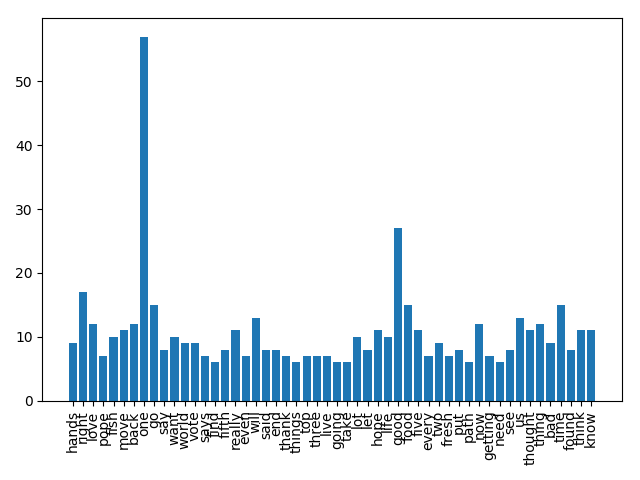 50
40
30
20
10
0
hands
right
love
pope
fish
move
back
one
go
say
want
world
vote
says
find
fifth
really
even
will
said
end
thank
things
top
three
live
going
take
lot
let
hope
life
good
food
five
every
two
fresh
put
path
now
getting
need
see
us
thought
thing
bad
time
found
think
know